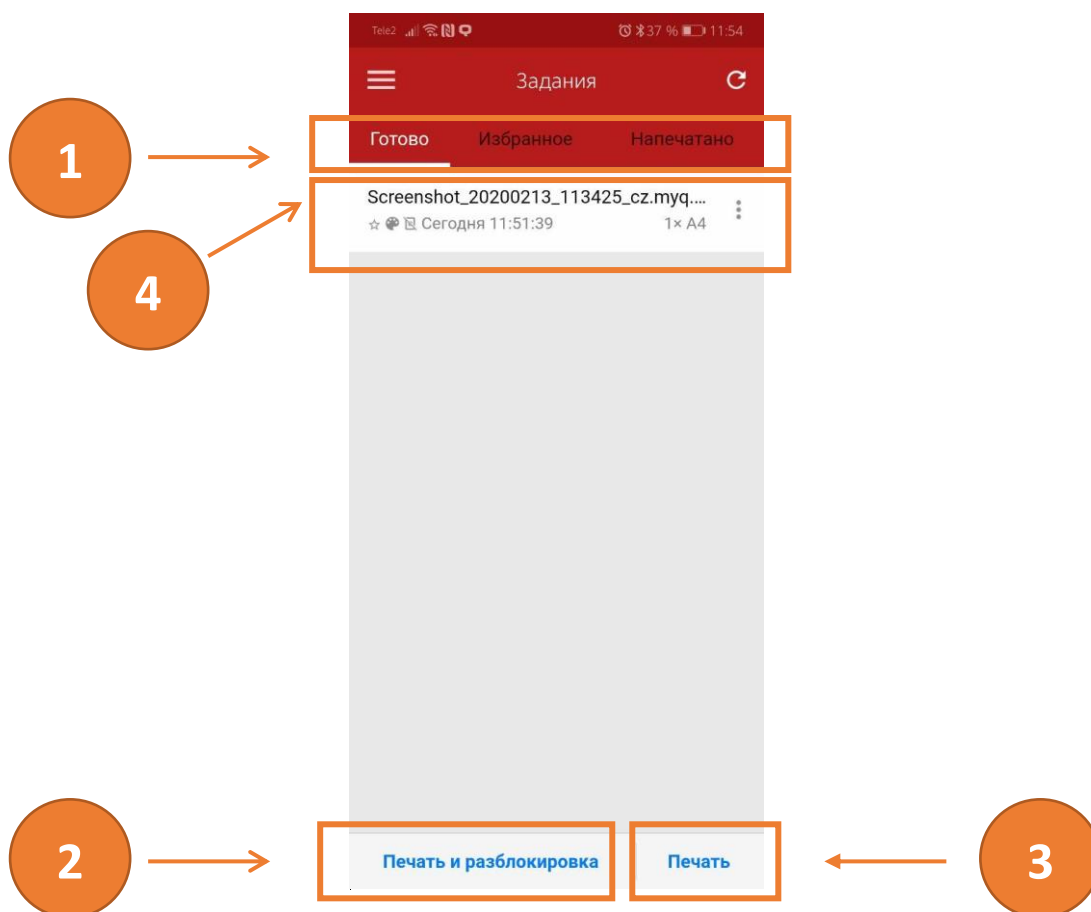 Tele2 37 % 11:54
Задания
Готово Избранное Напечатано
1
Screenshot_20200213_113425_cz.myq....
Сегодня 11:51:39 1× A4
4
Печать и разблокировка Печать
2
3